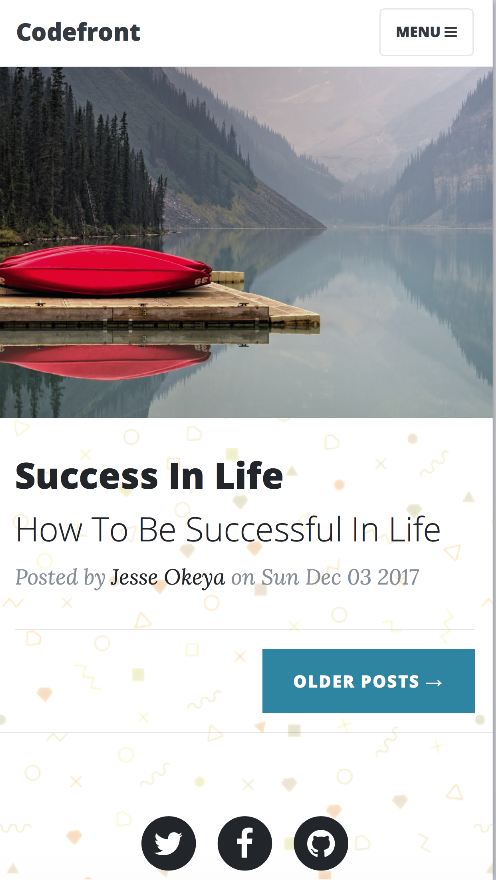 Codefront
MENU
Success In Life
How To Be Successful In Life
Posted by Jesse Okeya on Sun Dec 03 2017
OLDER POSTS →